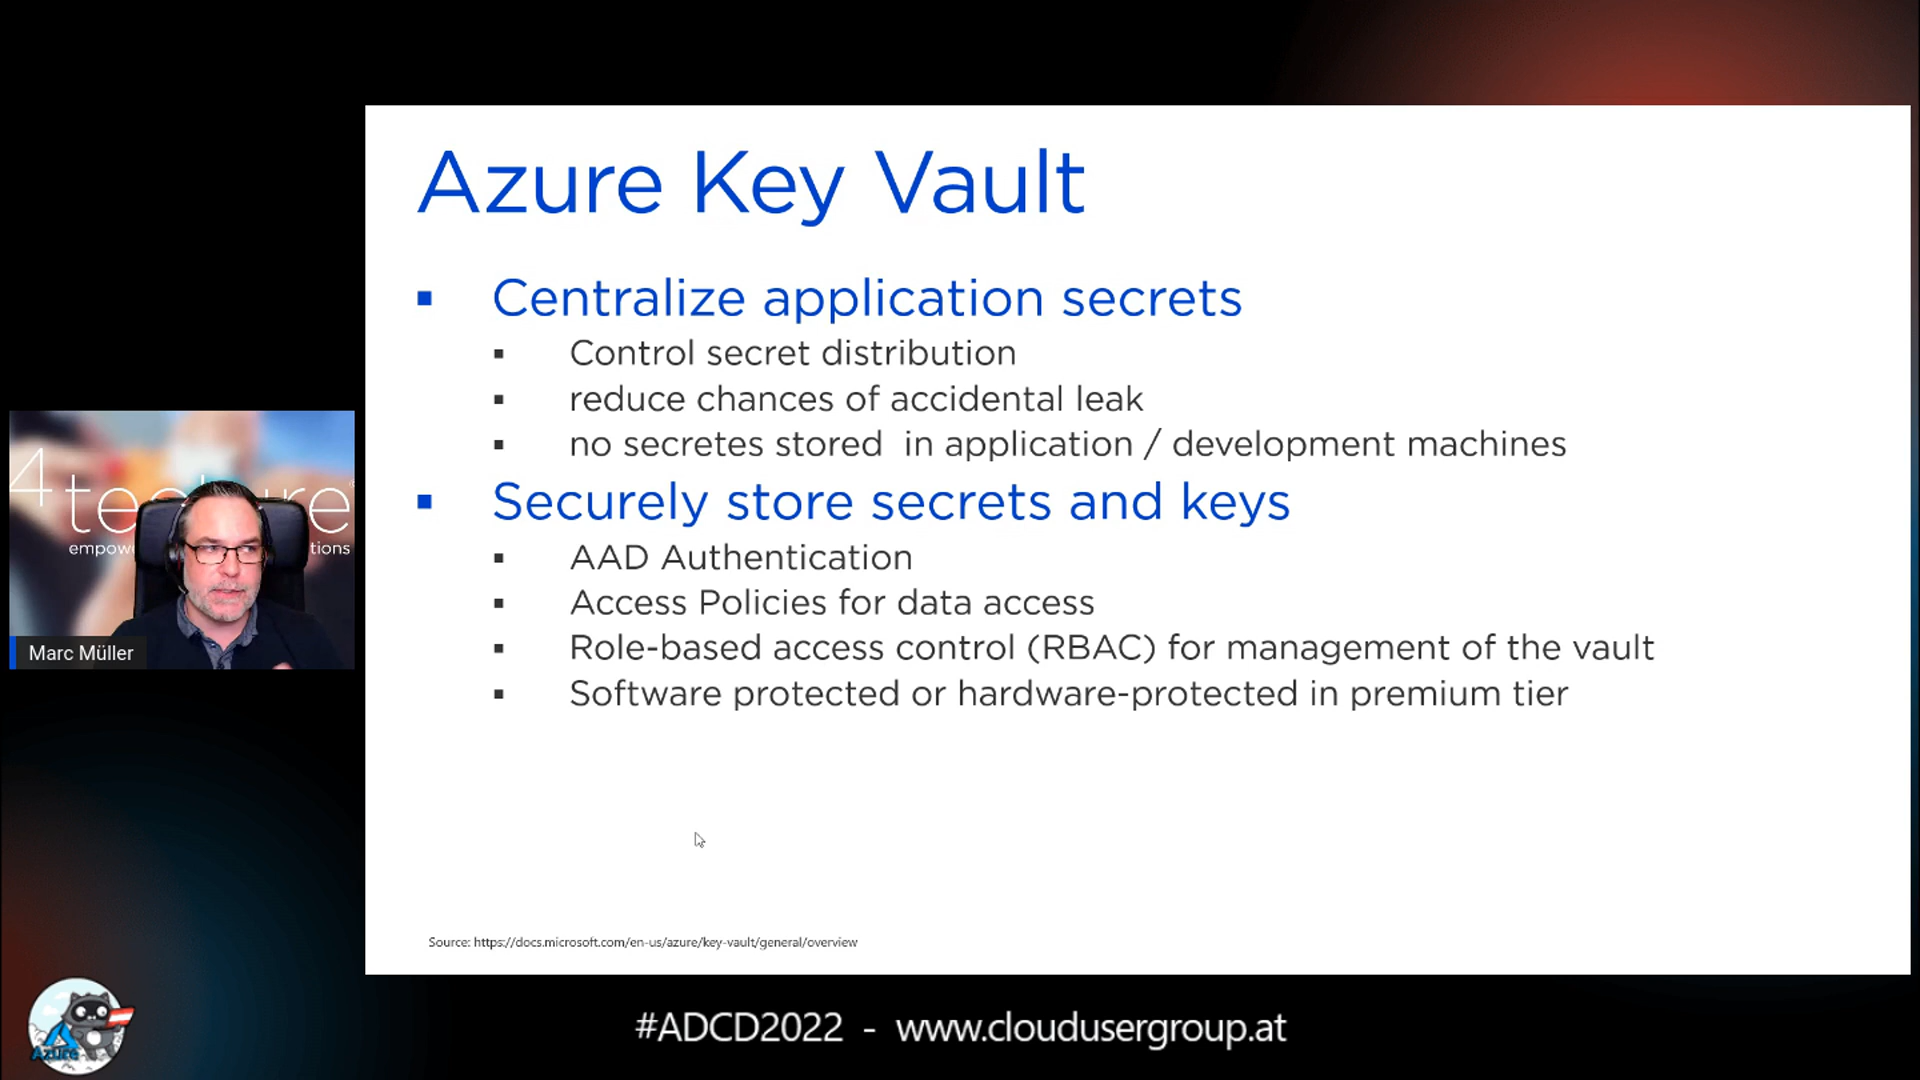 Azure Key Vault
Centralize application secrets
Control secret distribution
reduce chances of accidental leak
no secretes stored in application / development machines
Securely store secrets and keys
AAD Authentication
Access Policies for data access
Role-based access control (RBAC) for management of the vault
Software protected or hardware-protected in premium tier
Source: https://docs.microsoft.com/en-us/azure/key-vault/general/overview
Marc Müller
#ADCD2022 - www.cloudusergroup.at
Azure